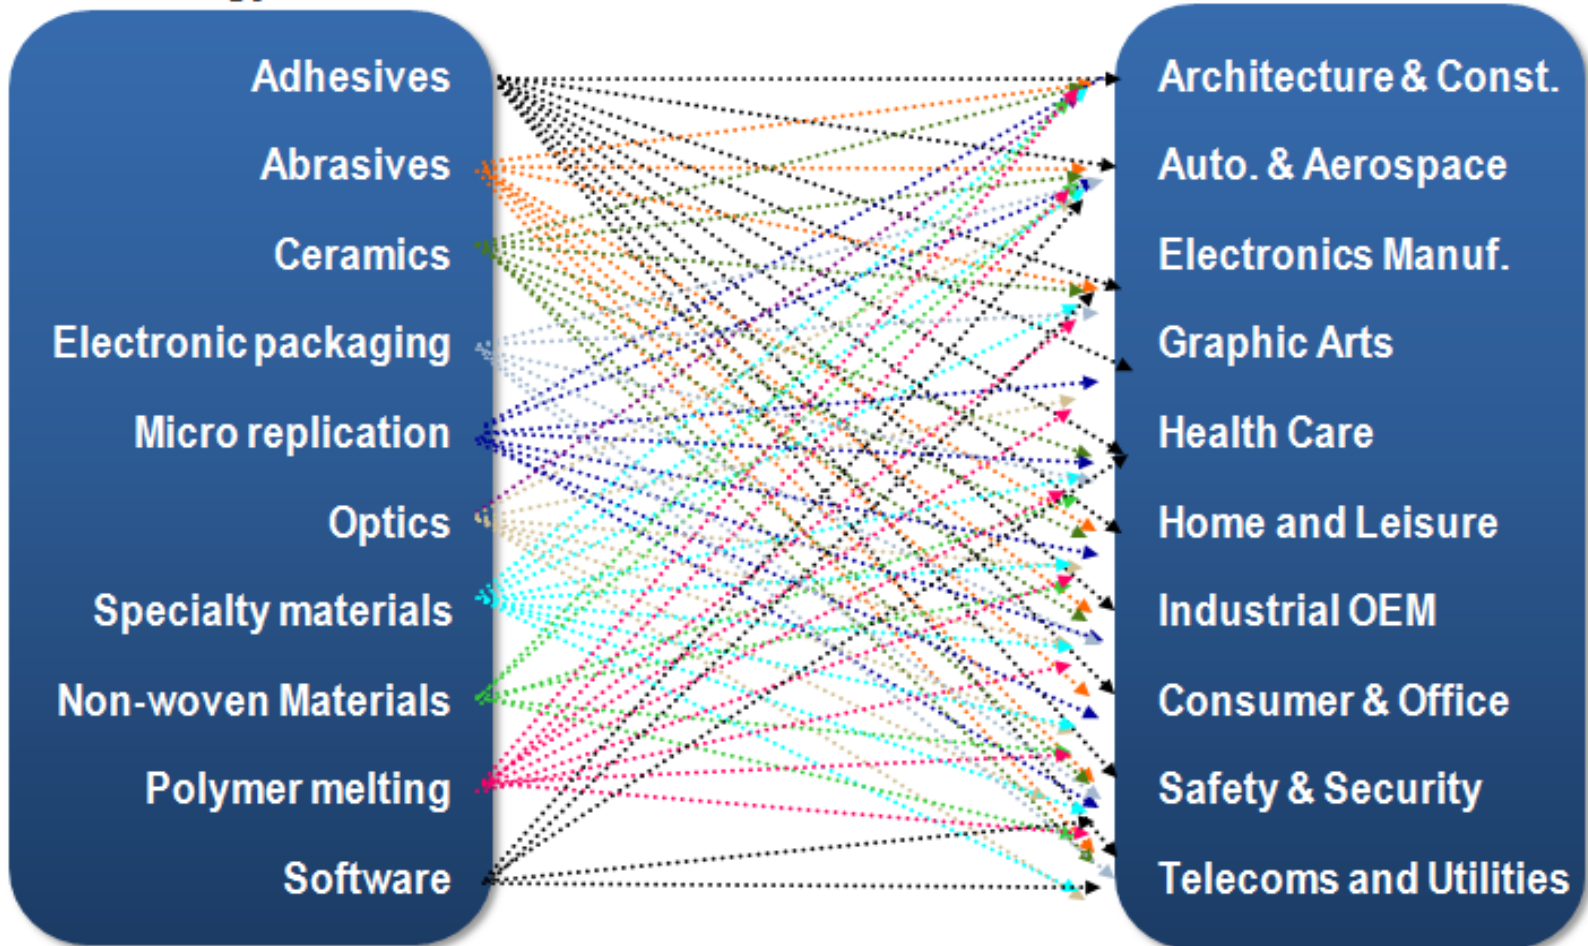 Adhesives
Abrasives
Ceramics
Electronic packaging
Micro replication
Optics
Specialty materials
Non-woven Materials
Polymer melting
Software
Architecture & Const.
Auto. & Aerospace
Electronics Manuf.
Graphic Arts
Health Care
Home and Leisure
Industrial OEM
Consumer & Office
Safety & Security
Telecoms and Utilities